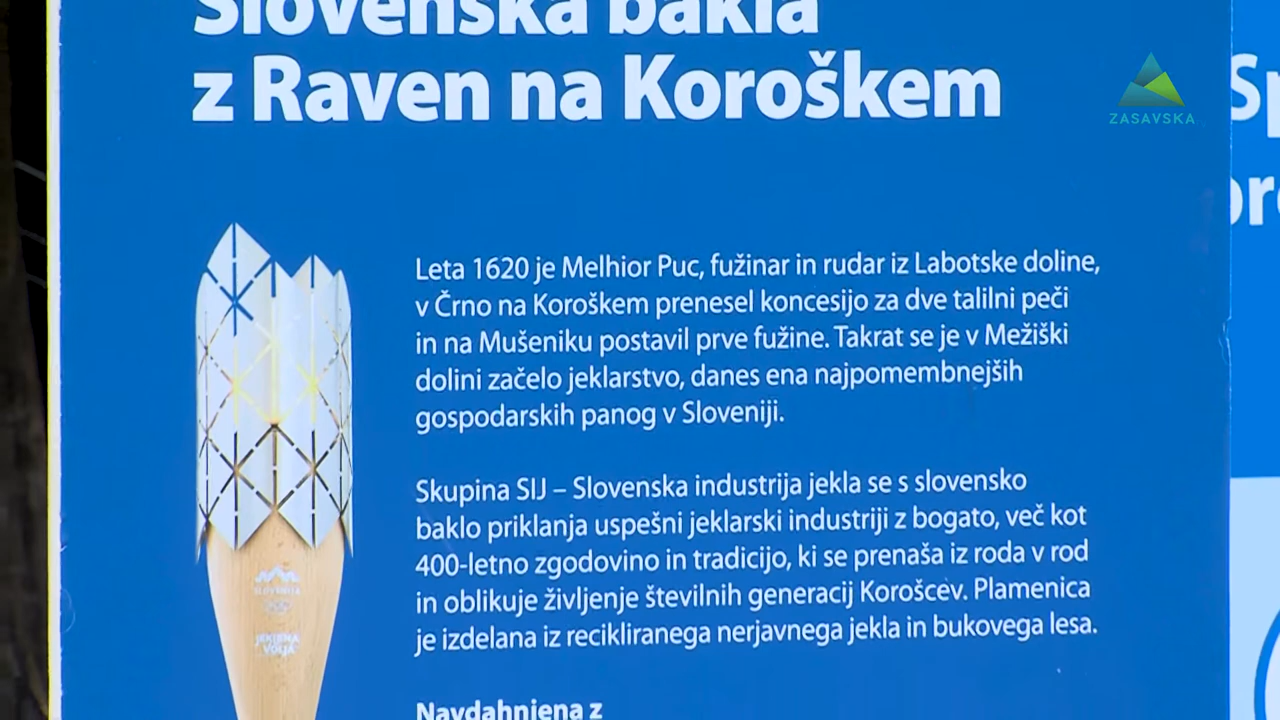 Slovenska bakla
z Raven na Koroškem
ZASAVSKA
Sp
Leta 1620 je Melhior Puc, fužinar in rudar iz Labotske doline,
v Črno na Koroškem prenesel koncesijo za dve talilni peči
in na Mušeniku postavil prve fužine. Takrat se je v Mežiški
dolini začelo jeklarstvo, danes ena najpomembnejših
gospodarskih panog v Sloveniji.
Skupina SIJ – Slovenska industrija jekla se s slovensko
baklo priklanja uspešni jeklarski industriji z bogato, več kot
400-letno zgodovino in tradicijo, ki se prenaša iz roda v rod
in oblikuje življenje številnih generacij Korošcev. Plamenica
je izdelana iz recikliranega nerjavnega jekla in bukovega lesa.
SLOVENIJA
JEKLENA
VOLJA
Navdahnjena z